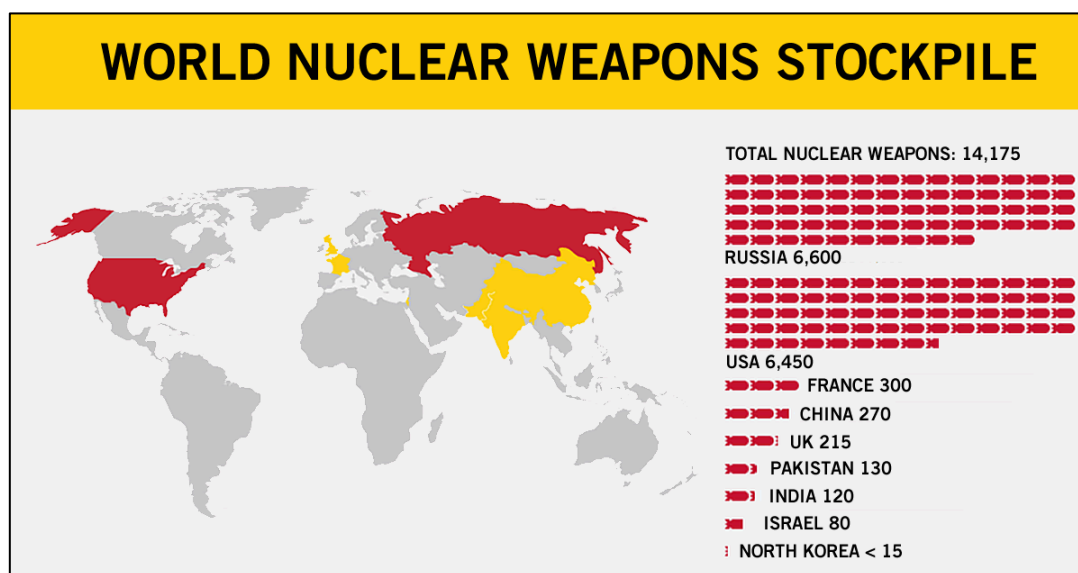 WORLD NUCLEAR WEAPONS STOCKPILE
TOTAL NUCLEAR WEAPONS: 14,175
RUSSIA 6,600
USA 6,450
FRANCE 300
CHINA 270
UK 215
PAKISTAN 130
INDIA 120
ISRAEL 80
NORTH KOREA < 15